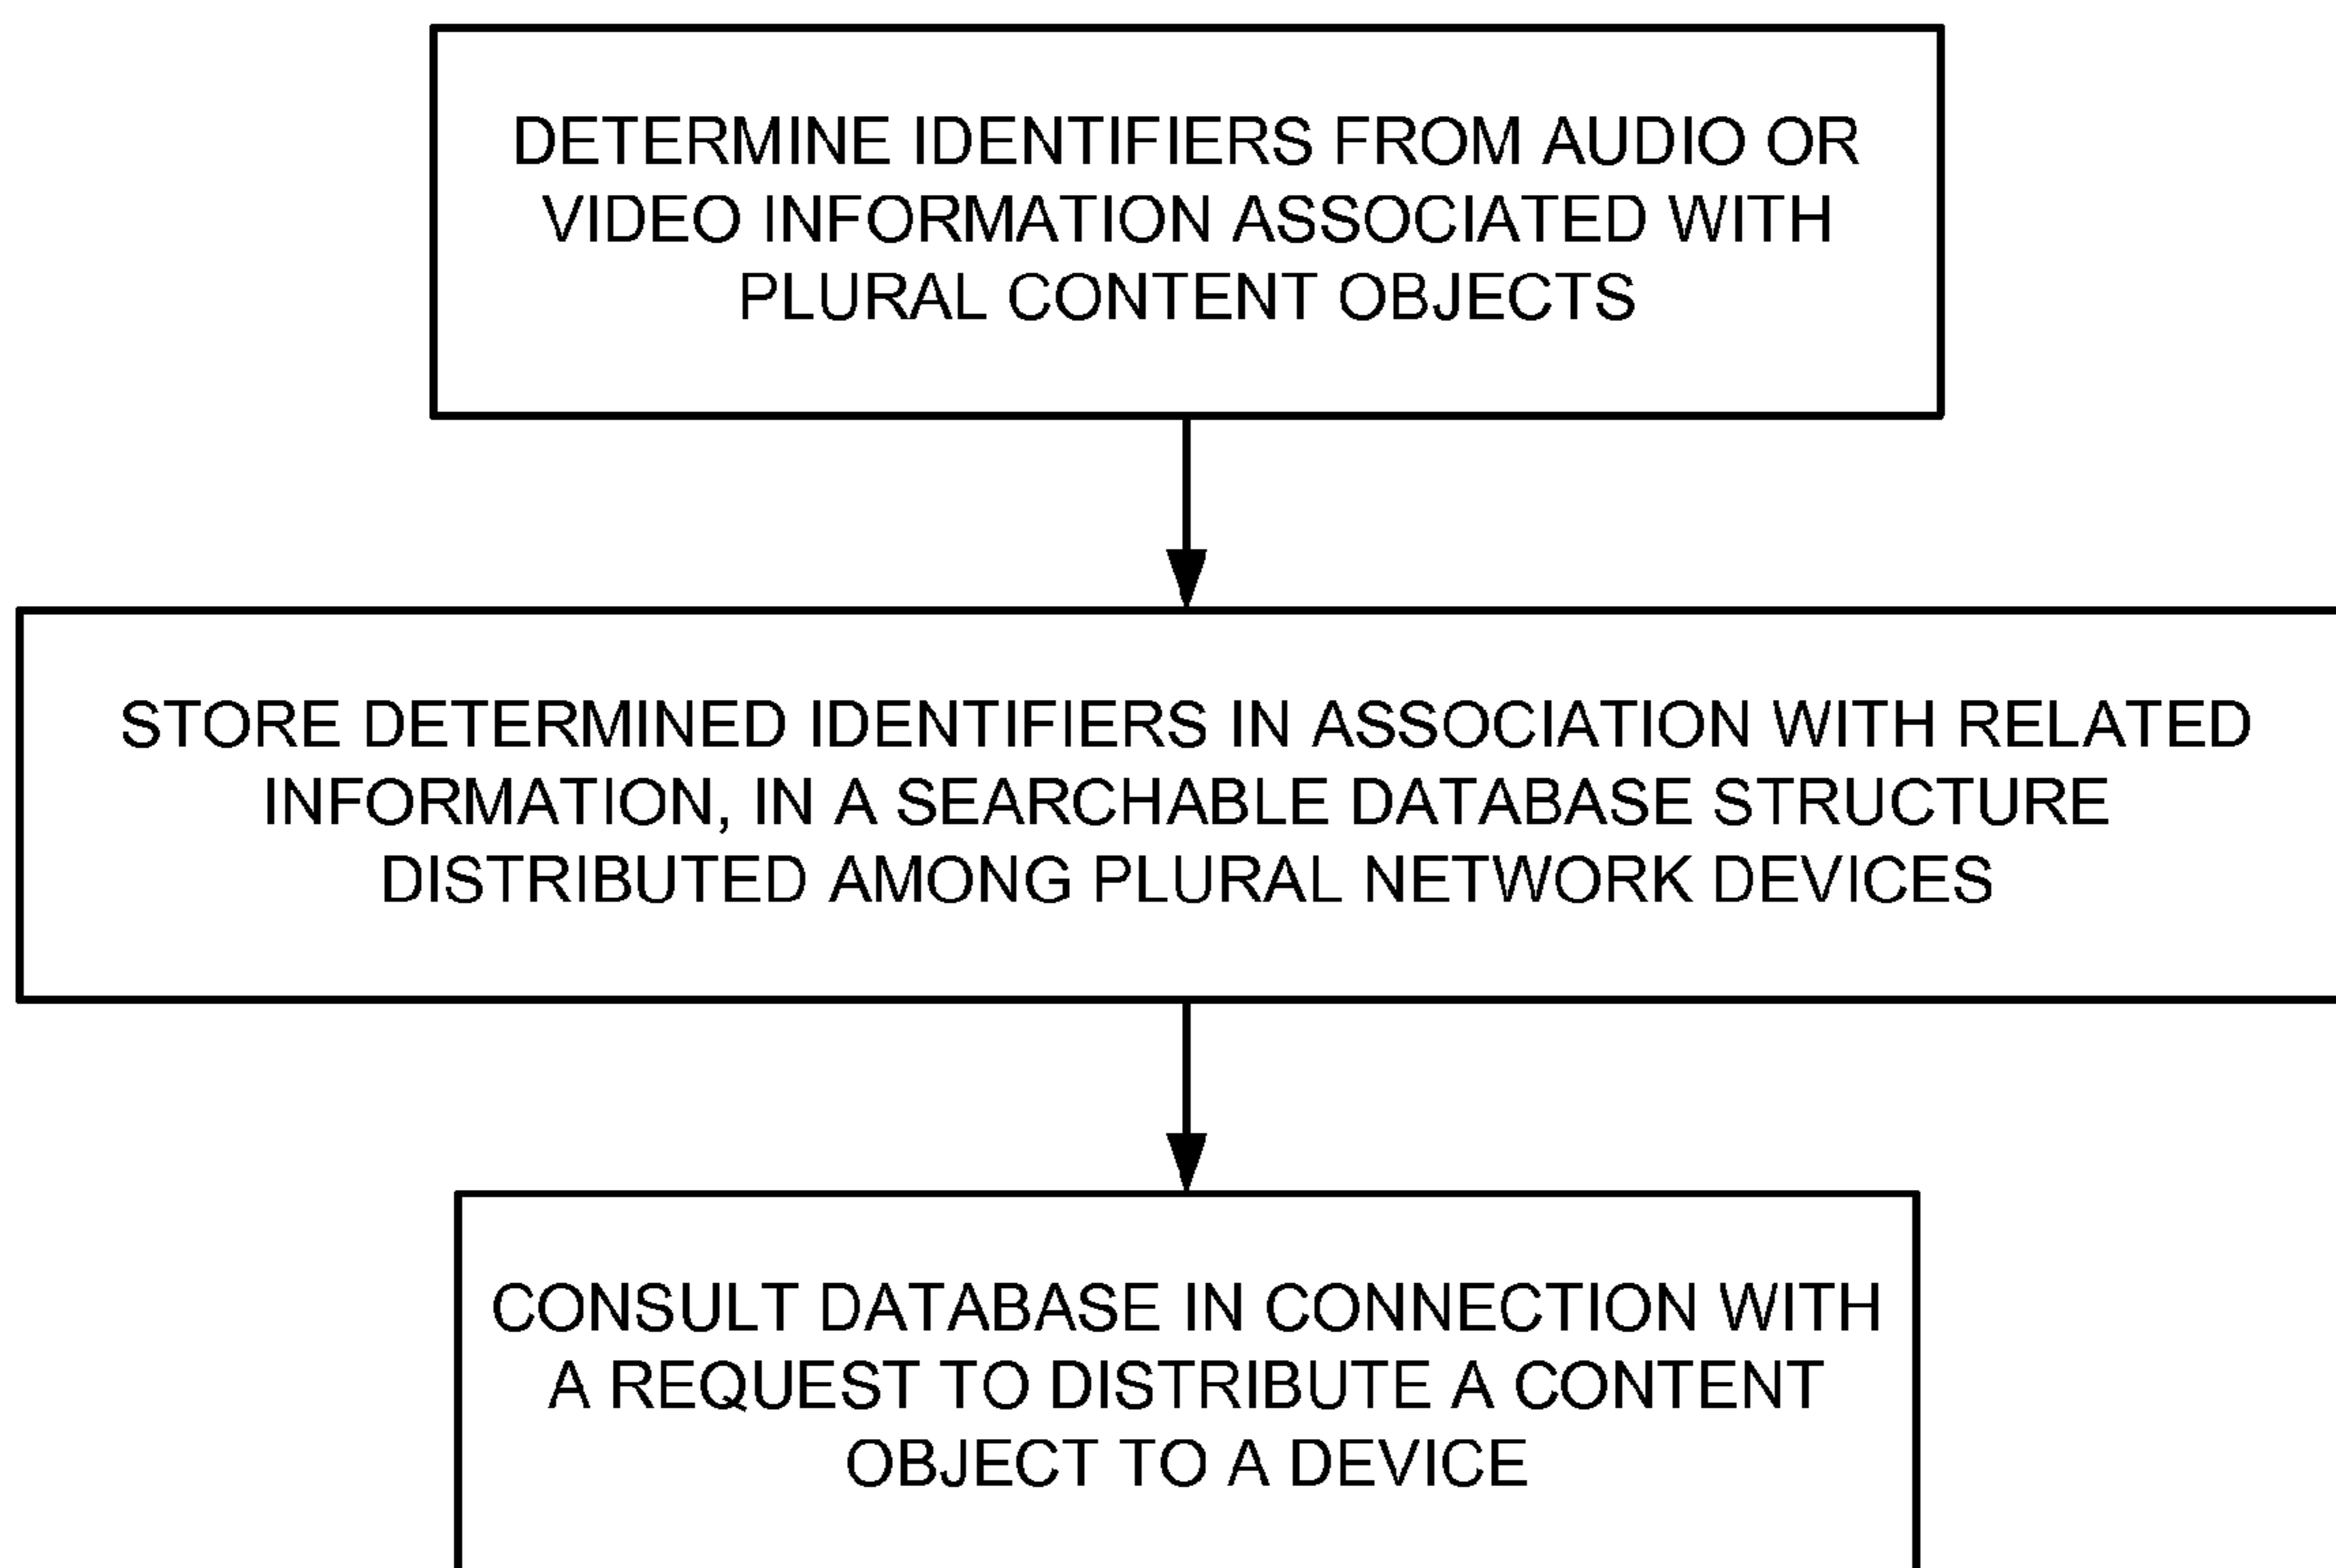 DETERMINE IDENTIFIERS FROM AUDIO OR
VIDEO INFORMATION ASSOCIATED WITH
PLURAL CONTENT OBJECTS
STORE DETERMINED IDENTIFIERS IN ASSOCIATION WITH RELATED
INFORMATION, IN A SEARCHABLE DATABASE STRUCTURE
DISTRIBUTED AMONG PLURAL NETWORK DEVICES
CONSULT DATABASE IN CONNECTION WITH
A REQUEST TO DISTRIBUTE A CONTENT
OBJECT TO A DEVICE